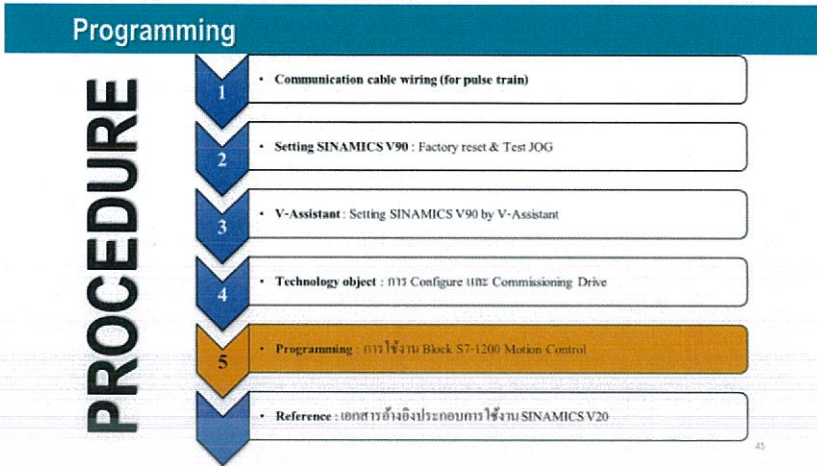 Programming
PROCEDURE
1
• Communication cable wiring (for pulse train)
2
• Setting SINAMICS V90 : Factory reset & Test JOG
3
• V-Assistant : Setting SINAMICS V90 by V-Assistant
4
• Technology object : การ Configure และ Commissioning Drive
5
• Programming : การใช้งาน Block S7-1200 Motion Control
• Reference : เอกสารอ้างอิงประกอบการใช้งาน SINAMICS V20
45